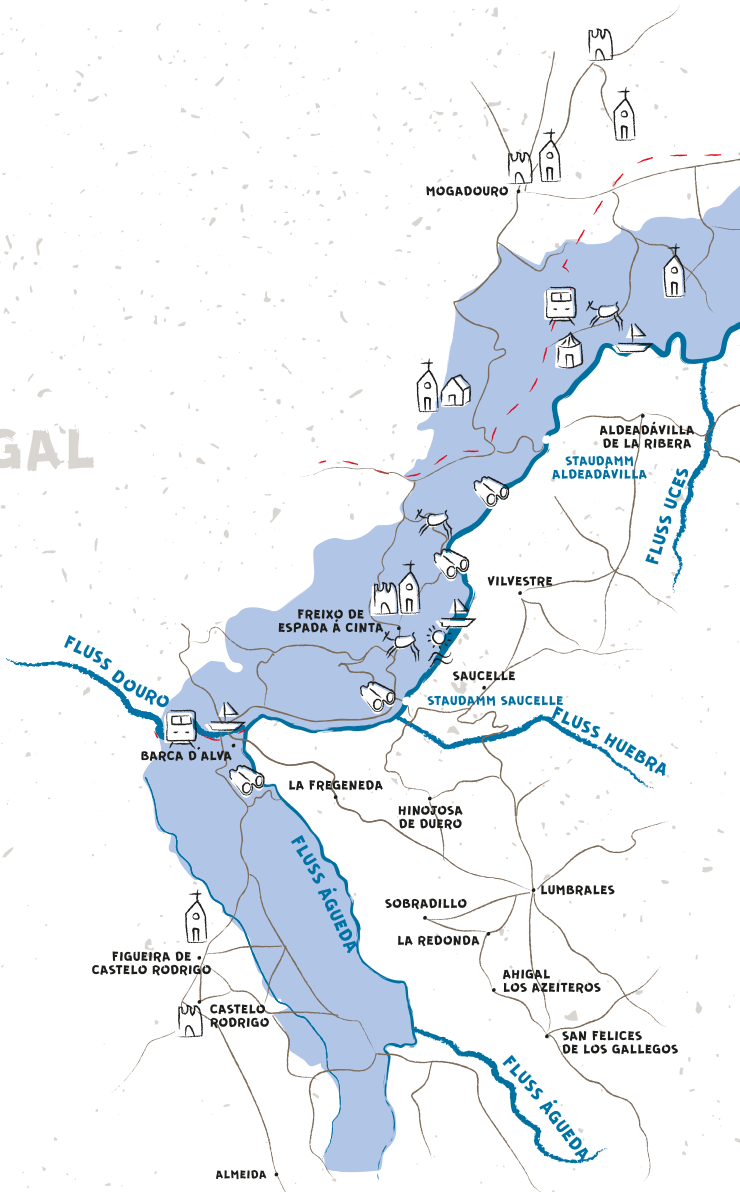 MOGADOURO
ALDEADÁVILLA
DE LA RIBERA
STAUDAMM
ALDEADÁVILLA
FLUSS UCES
GAL
VILVESTRE
FREIXO DE
ESPADA À CINTA
FLUSS DOURO
SAUCELLE
STAUDAMM SAUCELLE
FLUSS HUEBRA
BARCA D'ALVA
LA FREGENEDA
HINOJOSA
DE DUERO
FLUSS ÁGUEDA
LUMBRALES
SOBRADILLO
LA REDONDA
FIGUEIRA DE
CASTELO RODRIGO
AHIGAL
LOS AZEITEROS
CASTELO
RODRIGO
SAN FELICES
DE LOS GALLEGOS
FLUSS ÁGUEDA
ALMEIDA